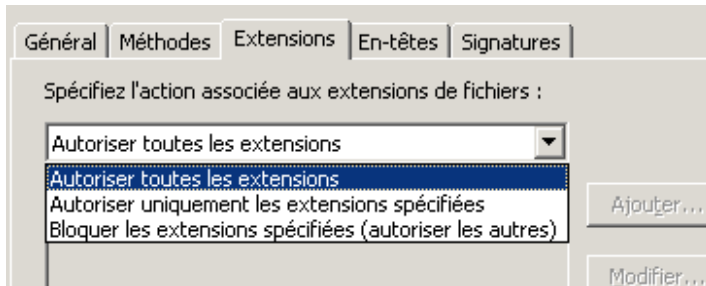 Général Méthodes Extensions En-têtes Signatures
Spécifiez l'action associée aux extensions de fichiers :
Autoriser toutes les extensions
Autoriser toutes les extensions
Autoriser uniquement les extensions spécifiées
Ajouter...
Bloquer les extensions spécifiées (autoriser les autres)
Modifier...